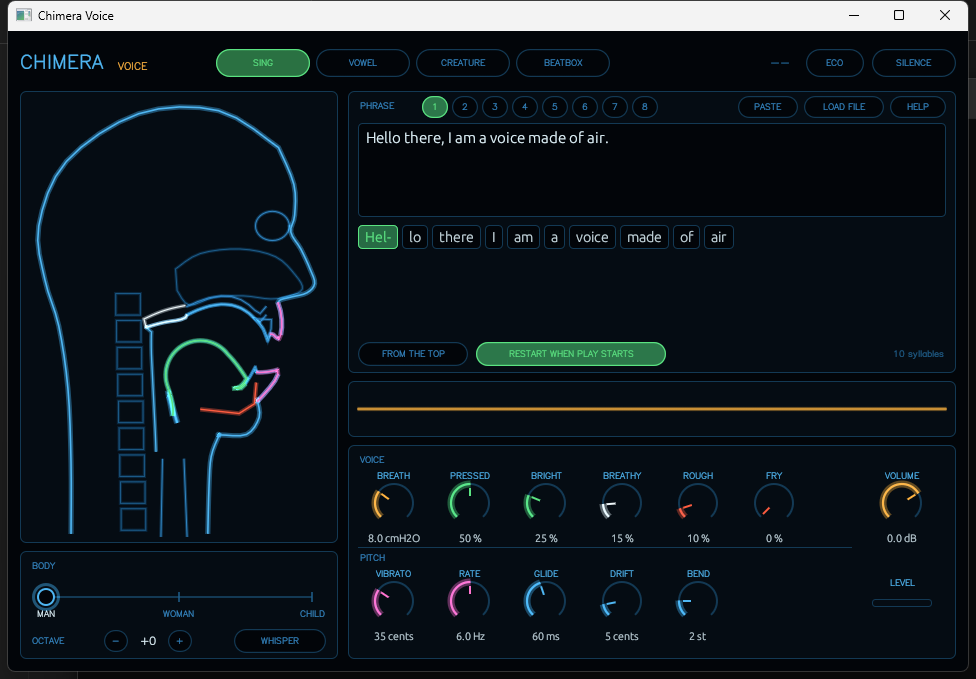 Chimera Voice
CHIMERA VOICE
SING VOWEL CREATURE BEATBOX
-- ECO SILENCE
PHRASE 1 2 3 4 5 6 7 8 PASTE LOAD FILE HELP
Hello there, I am a voice made of air.
Hel- lo there I am a voice made of air
FROM THE TOP RESTART WHEN PLAY STARTS 10 syllables
VOICE
BREATH PRESSED BRIGHT BREATHY ROUGH FRY VOLUME
8.0 cmH2O 50 % 25 % 15 % 10 % 0 % 0.0 dB
PITCH
VIBRATO RATE GLIDE DRIFT BEND LEVEL
35 cents 6.0 Hz 60 ms 5 cents 2 st
BODY
MAN WOMAN CHILD
OCTAVE − +0 + WHISPER